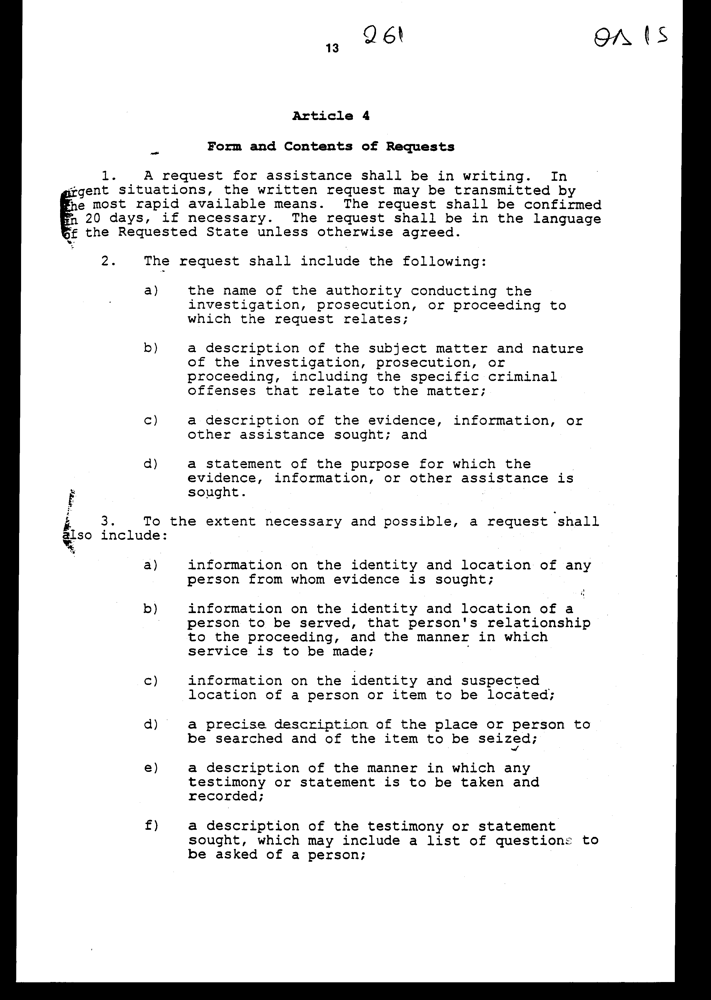 261
13
Article 4
Form and Contents of Requests
1. A request for assistance shall be in writing. In
urgent situations, the written request may be transmitted by
the most rapid available means. The request shall be confirmed
in 20 days, if necessary. The request shall be in the language
of the Requested State unless otherwise agreed.
2. The request shall include the following:
a) the name of the authority conducting the
investigation, prosecution, or proceeding to
which the request relates;
b) a description of the subject matter and nature
of the investigation, prosecution, or
proceeding, including the specific criminal
offenses that relate to the matter;
c) a description of the evidence, information, or
other assistance sought; and
d) a statement of the purpose for which the
evidence, information, or other assistance is
sought.
3. To the extent necessary and possible, a request shall
also include:
a) information on the identity and location of any
person from whom evidence is sought;
b) information on the identity and location of a
person to be served, that person's relationship
to the proceeding, and the manner in which
service is to be made;
c) information on the identity and suspected
location of a person or item to be located;
d) a precise description of the place or person to
be searched and of the item to be seized;
e) a description of the manner in which any
testimony or statement is to be taken and
recorded;
f) a description of the testimony or statement
sought, which may include a list of questions to
be asked of a person;